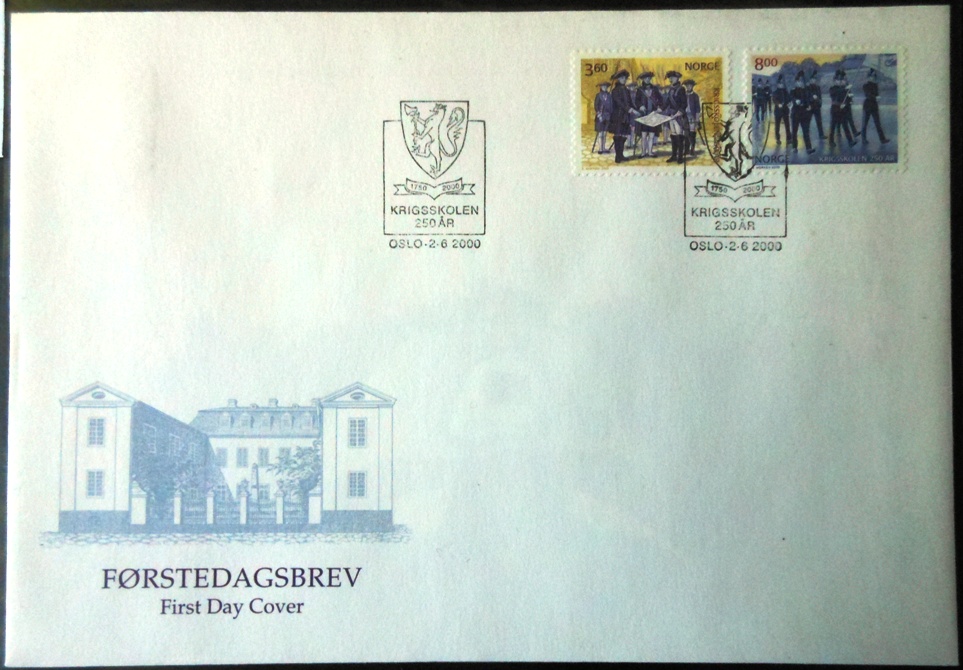 3.60 NORGE
8.00
NORGE KRIGSSKOLEN 250 ÅR
1750 2000
KRIGSSKOLEN
250 ÅR
OSLO·2·6 2000
1750 2000
KRIGSSKOLEN
250 ÅR
OSLO·2·6 2000
FØRSTEDAGSBREV
First Day Cover